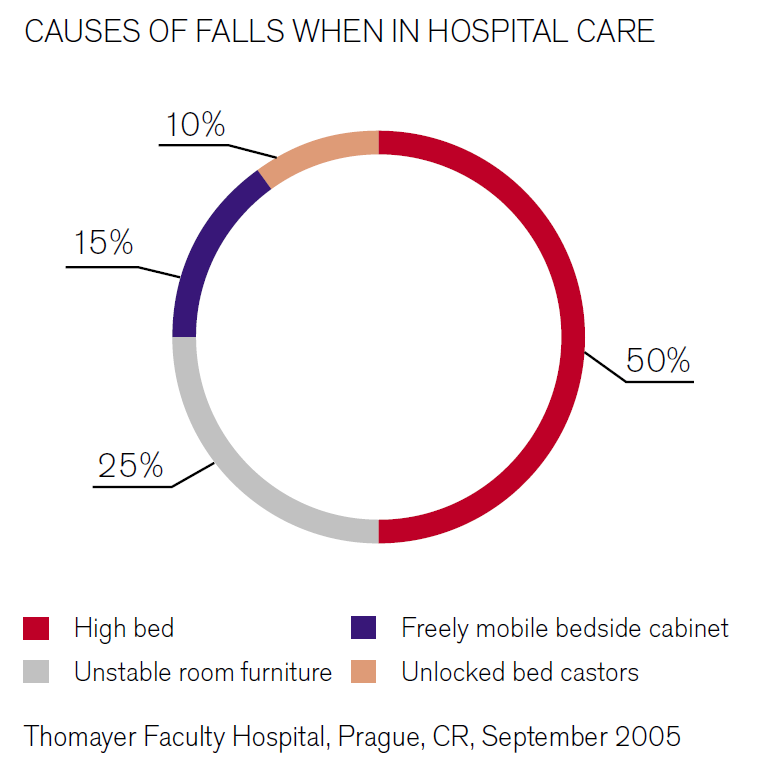 CAUSES OF FALLS WHEN IN HOSPITAL CARE
10%
15%
50%
25%
High bed
Freely mobile bedside cabinet
Unstable room furniture
Unlocked bed castors
Thomayer Faculty Hospital, Prague, CR, September 2005